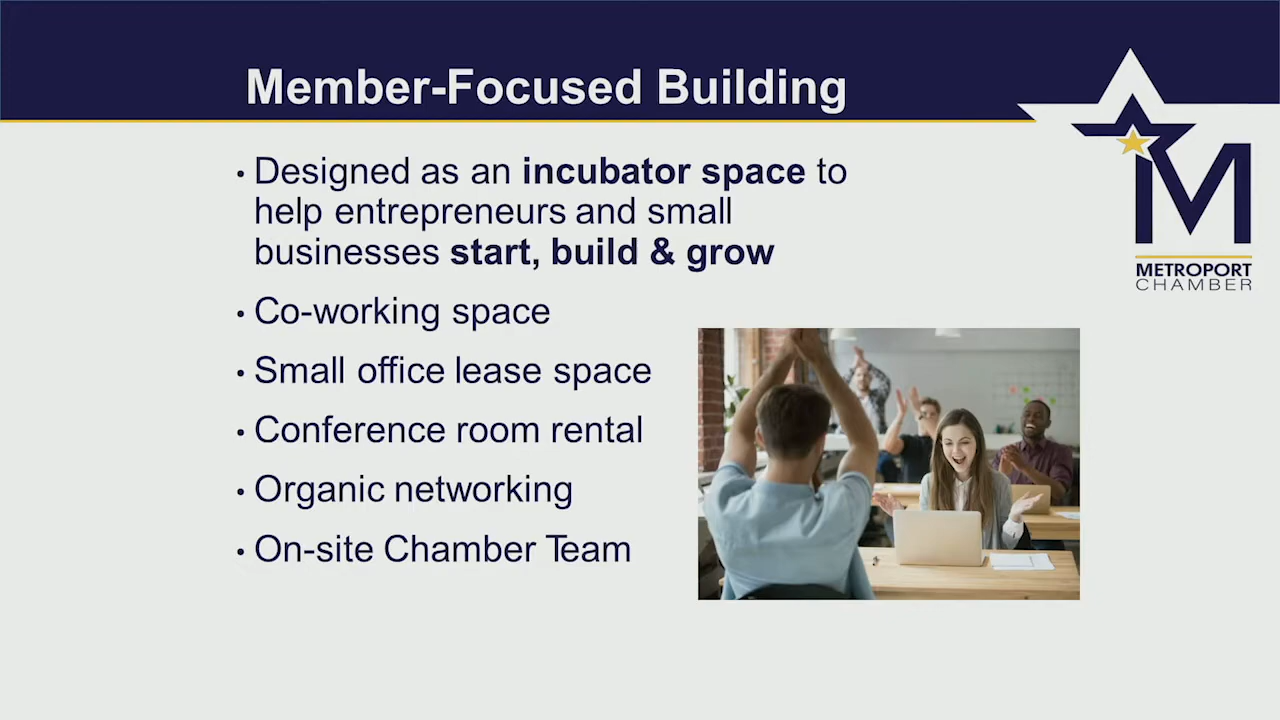 Member-Focused Building
• Designed as an incubator space to
help entrepreneurs and small
businesses start, build & grow
• Co-working space
• Small office lease space
• Conference room rental
• Organic networking
• On-site Chamber Team
M
METROPORT
CHAMBER